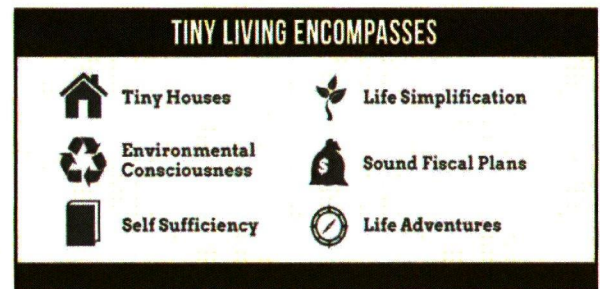 TINY LIVING ENCOMPASSES
Tiny Houses
Life Simplification
Environmental
Consciousness
$
Sound Fiscal Plans
Self Sufficiency
Life Adventures